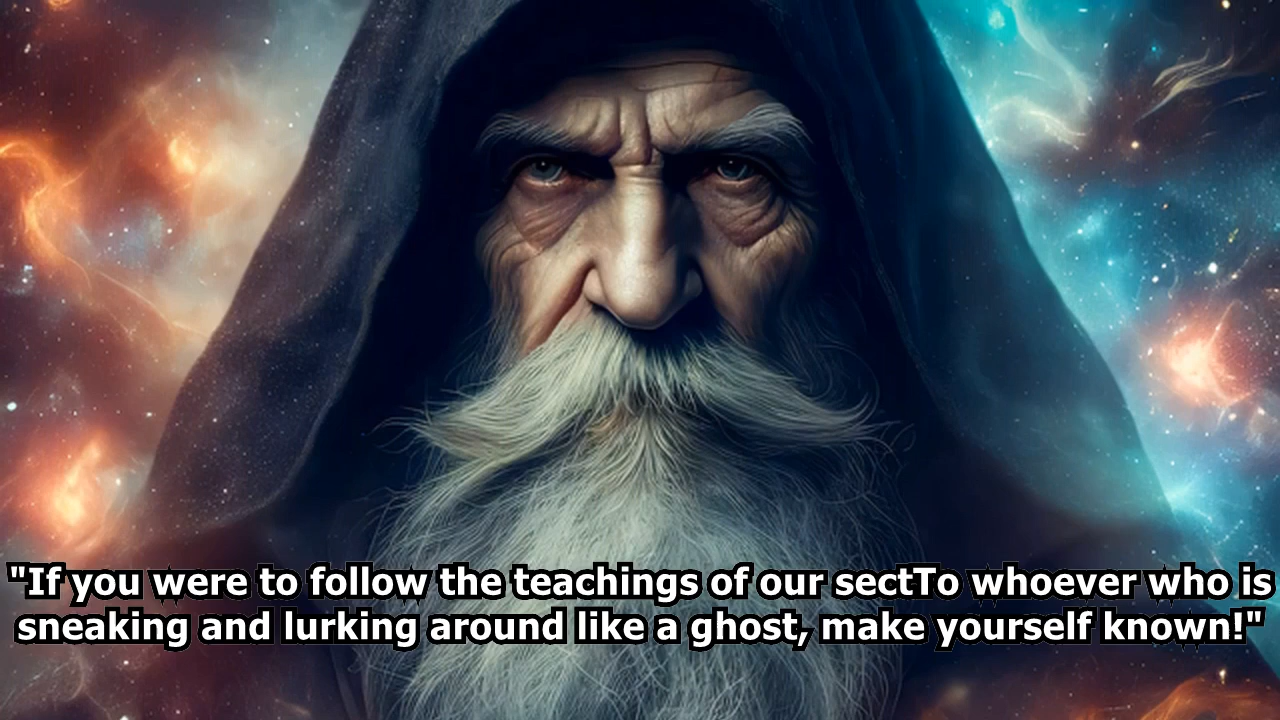 "If you were to follow the teachings of our sectTo whoever who is
sneaking and lurking around like a ghost, make yourself known!"